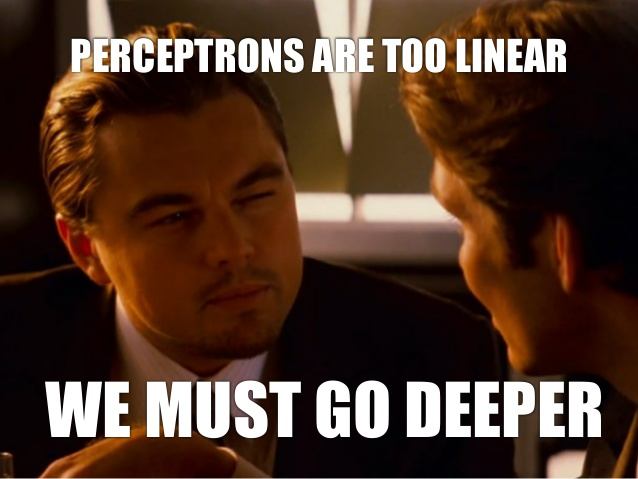 PERCEPTRONS ARE TOO LINEAR
WE MUST GO DEEPER